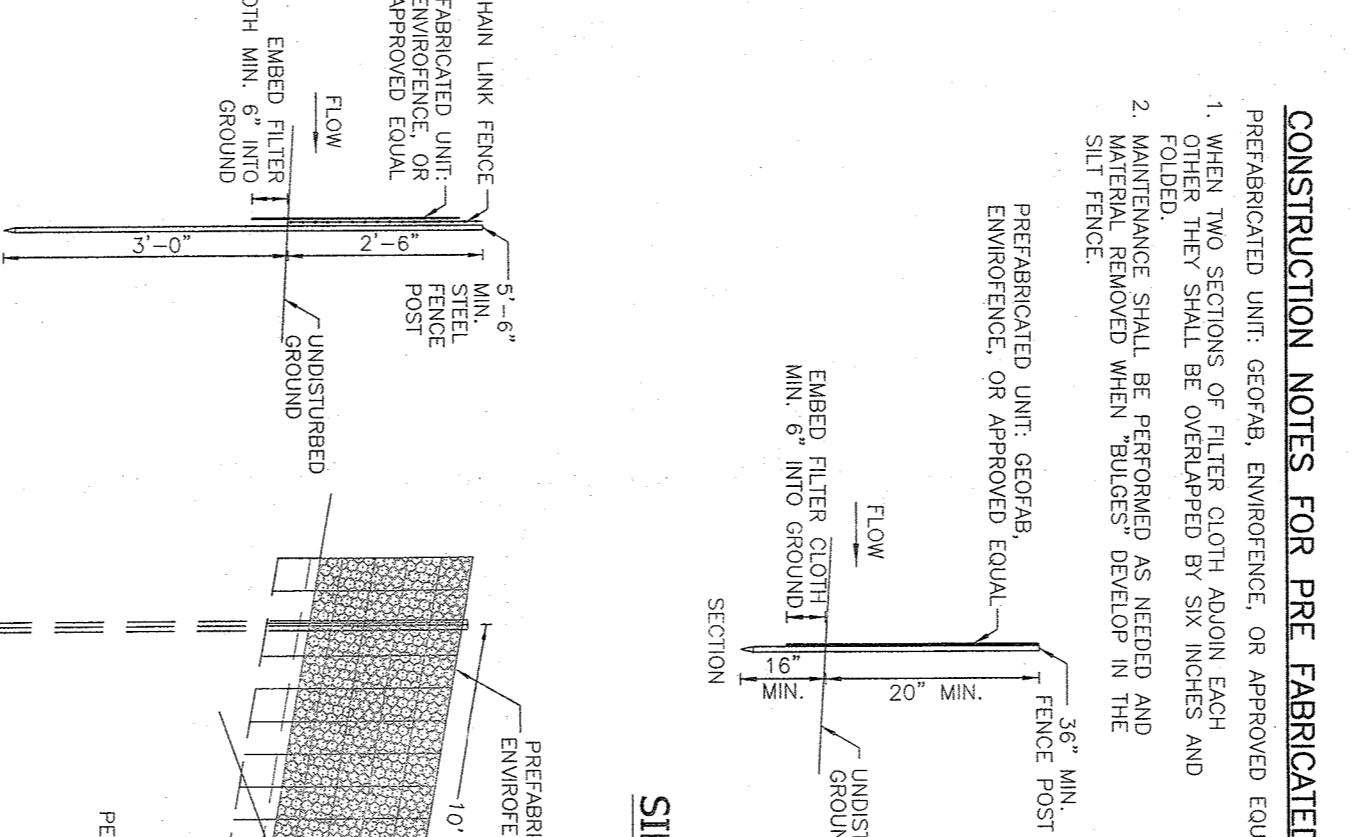 CONSTRUCTION NOTES FOR PRE FABRICATED
PREFABRICATED UNIT: GEOFAB, ENVIROFENCE, OR APPROVED EQU
1. WHEN TWO SECTIONS OF FILTER CLOTH ADJOIN EACH
OTHER THEY SHALL BE OVERLAPPED BY SIX INCHES AND
FOLDED.
2. MAINTENANCE SHALL BE PERFORMED AS NEEDED AND
MATERIAL REMOVED WHEN "BULGES" DEVELOP IN THE
SILT FENCE.
PREFABRICATED UNIT: GEOFAB,
ENVIROFENCE, OR APPROVED EQUAL
36" MIN.
FENCE POST
FLOW
EMBED FILTER CLOTH
MIN. 6" INTO GROUND
20" MIN.
16"
MIN.
UNDIST
GROUN
SECTION
SIL
HAIN LINK FENCE
FABRICATED UNIT:
ENVIROFENCE, OR
APPROVED EQUAL
5'-6"
MIN.
STEEL
FENCE
POST
FLOW
EMBED FILTER
OTH MIN. 6" INTO
GROUND
2'-6"
3'-0"
UNDISTURBED
GROUND
PREFABRI
ENVIROFE
10'
PE